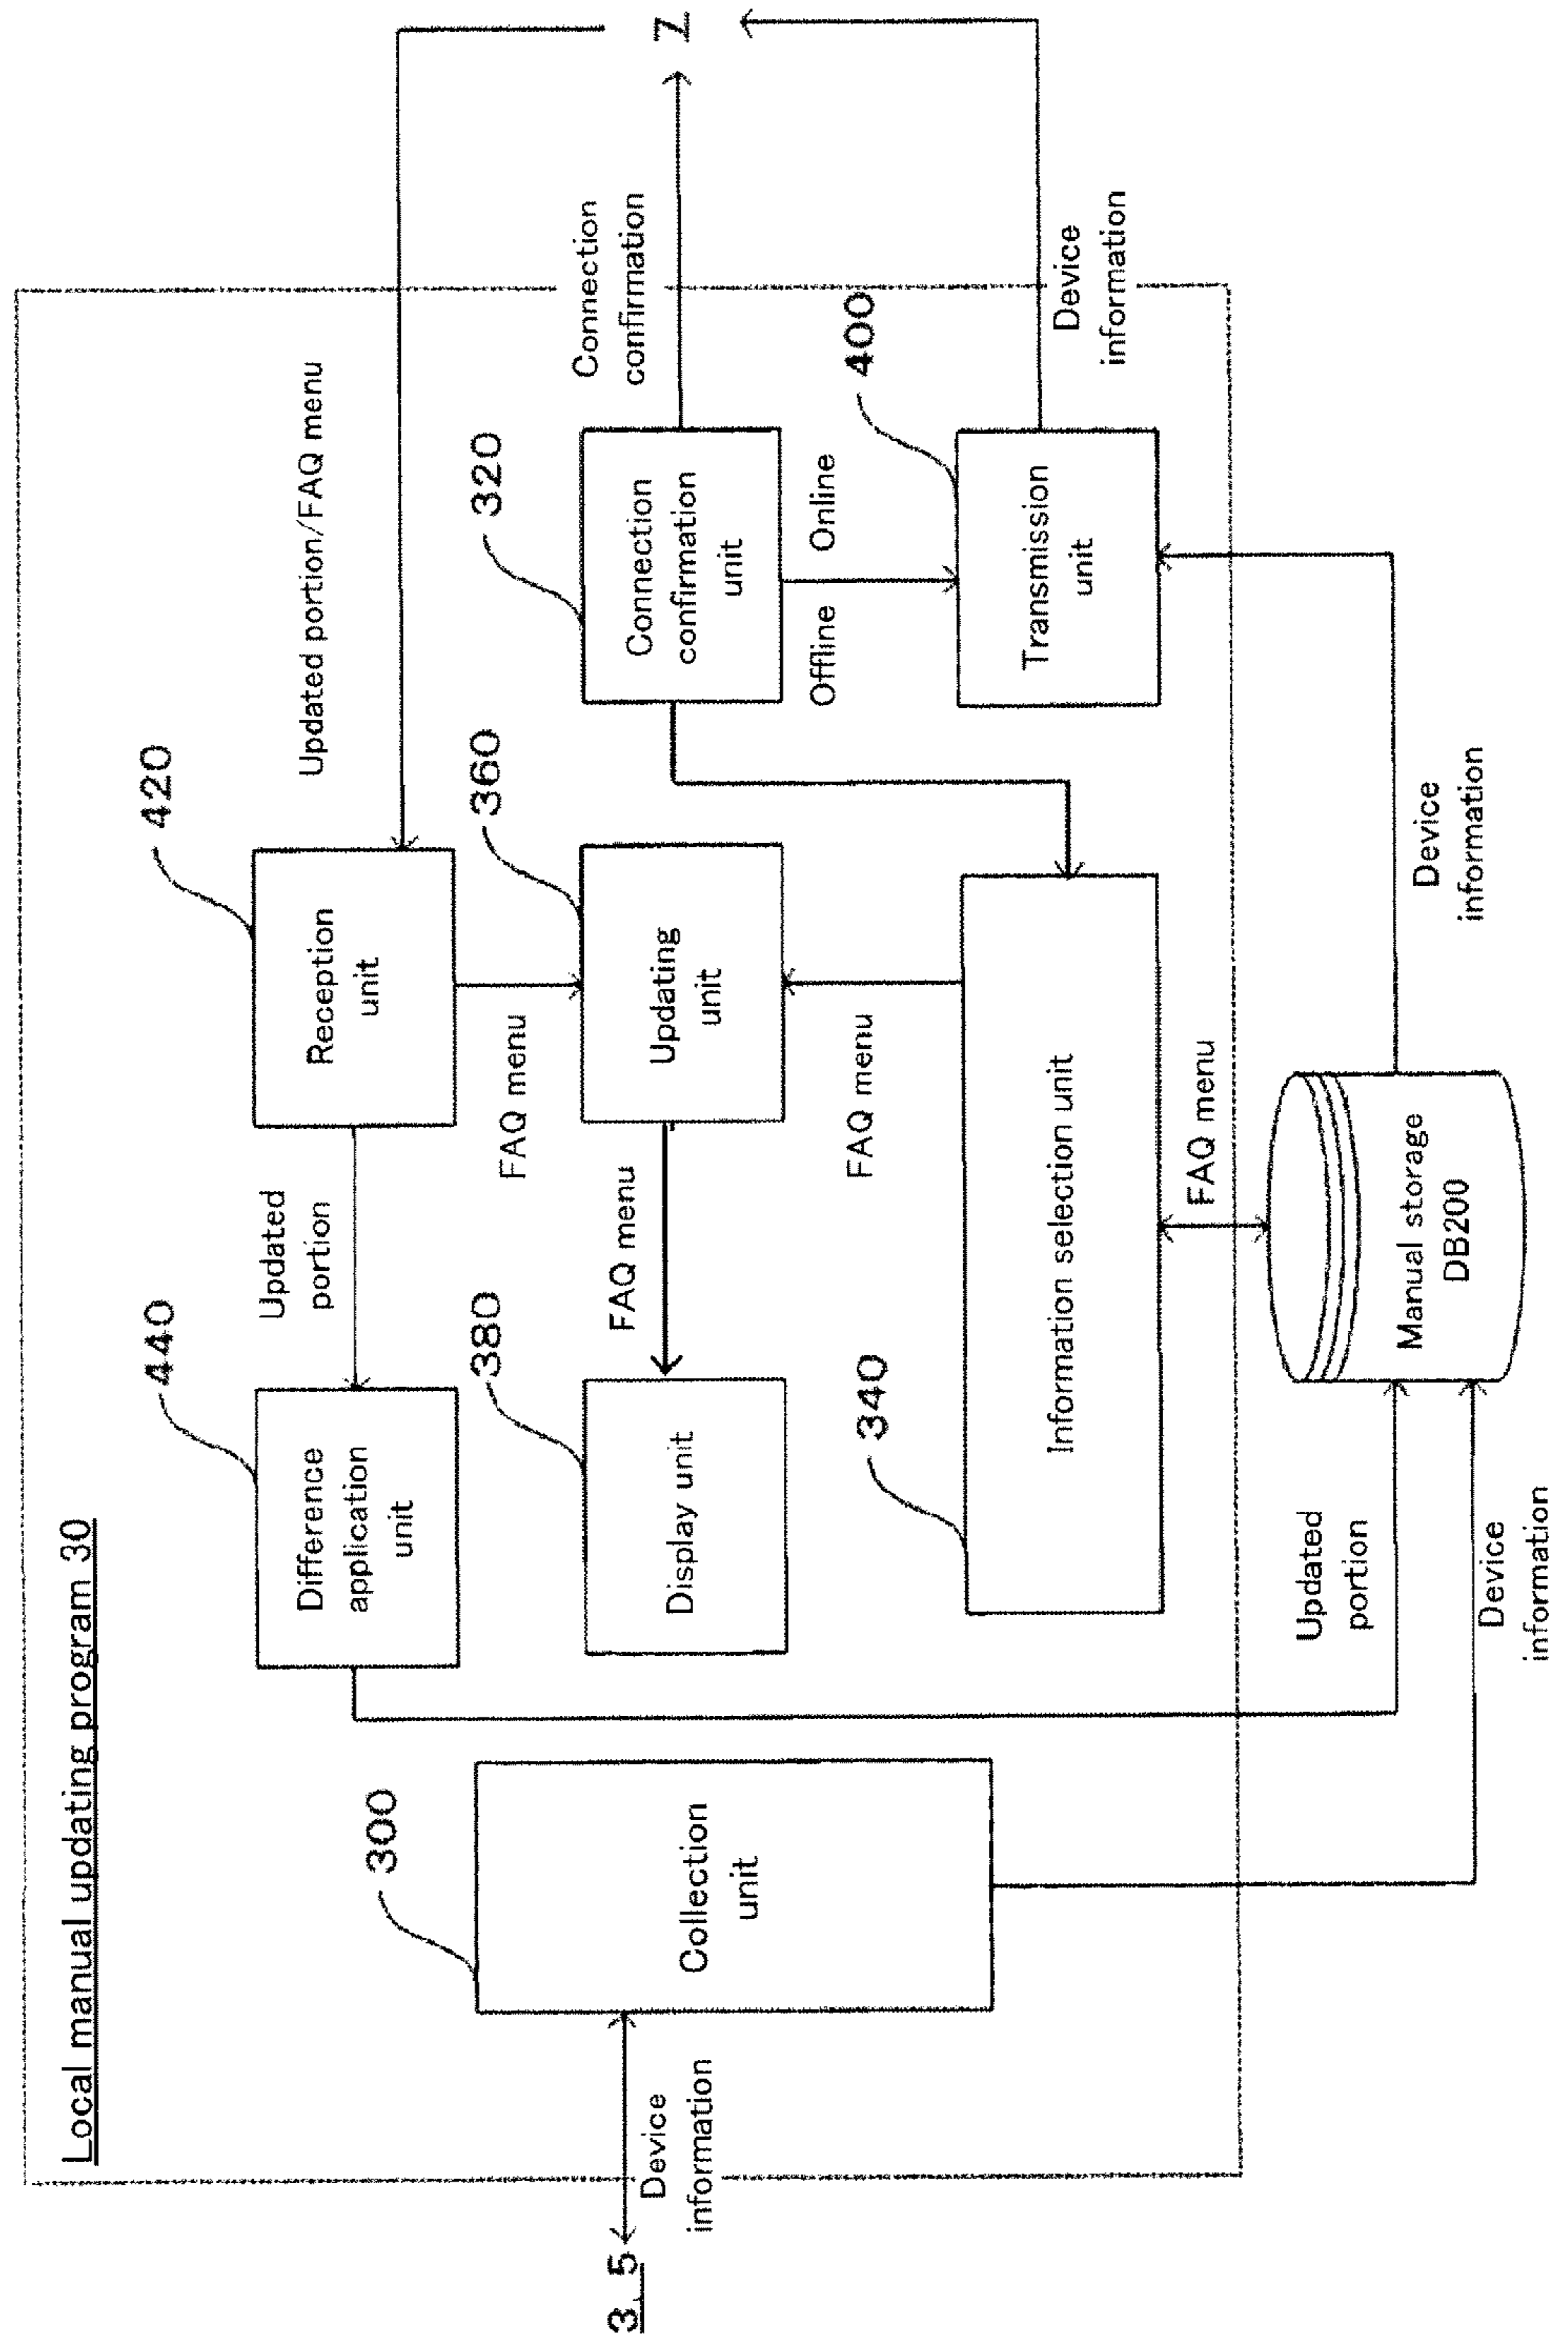 Local manual updating program 30
440
420
Difference
application
unit
Updated
portion
Reception
unit
Updated portion/FAQ menu
300
380
360
320
FAQ menu
Connection
confirmation
N
3 5
Device
information
Collection
unit
Display unit
FAQ menu
Updating
unit
Connection
confirmation
unit
Offline
Online
340
FAQ menu
400
Information selection unit
Transmission
unit
Device
information
FAQ menu
Updated
portion
Manual storage
DB200
Device
information
Device
information